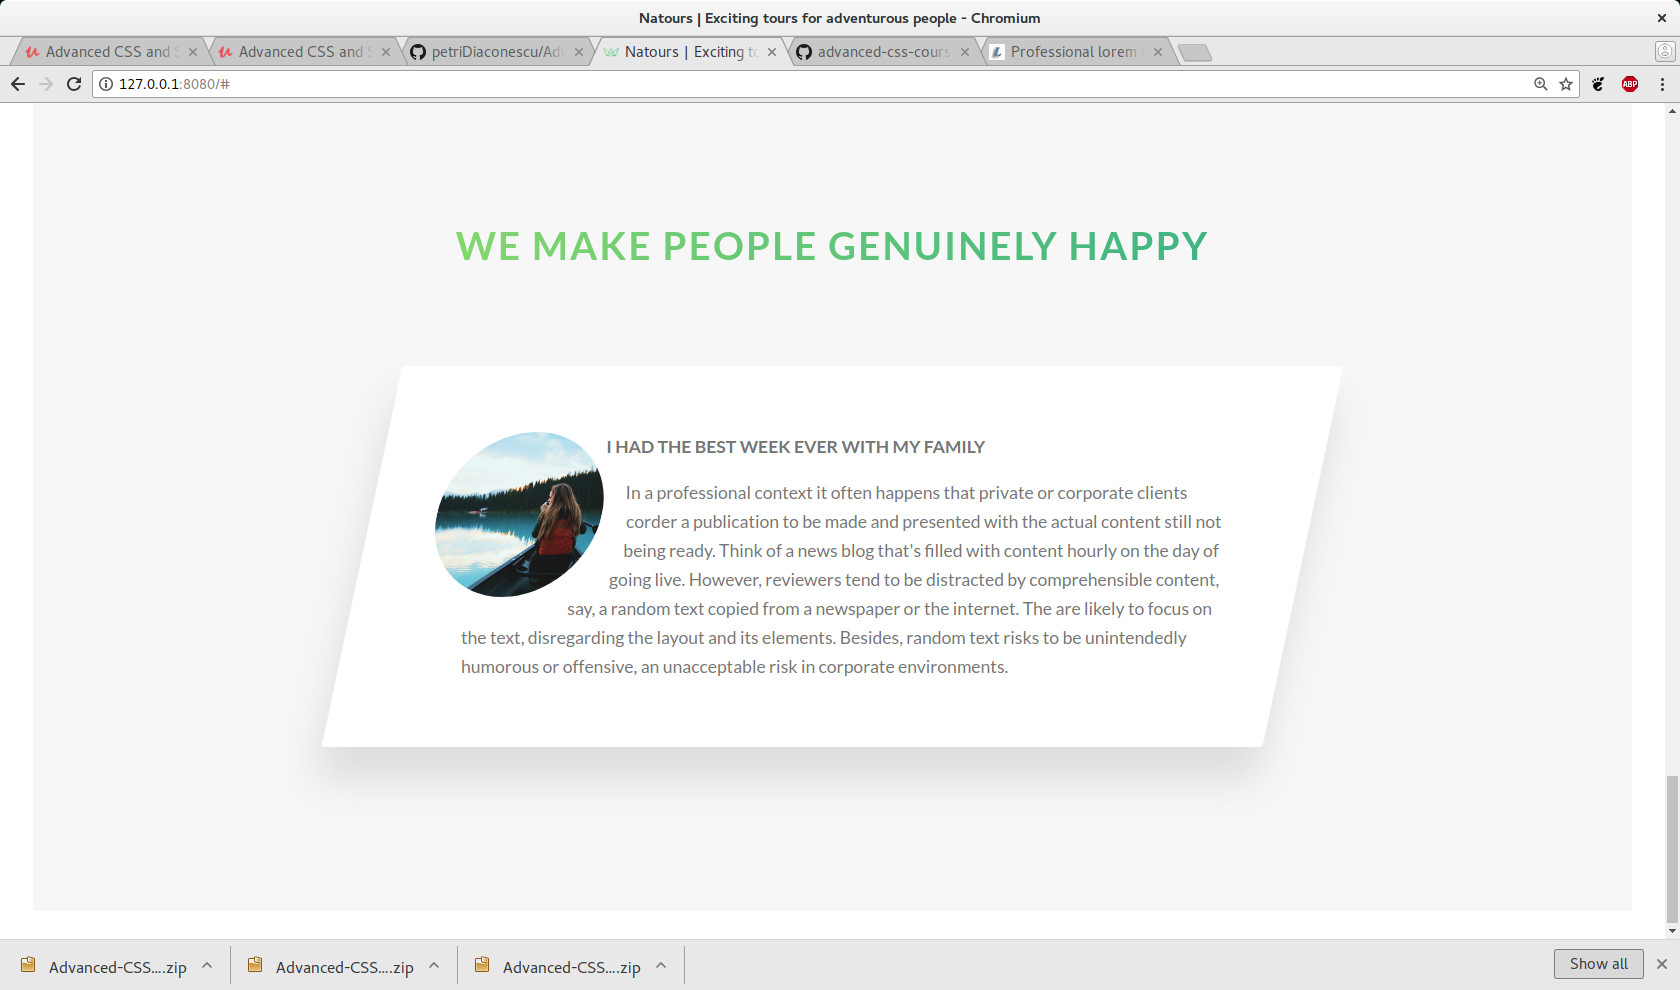 Natours | Exciting tours for adventurous people - Chromium
Advanced CSS and
Advanced CSS and
petriDiaconescu/Adv
Natours | Exciting to
advanced-css-cours
Professional lorem
127.0.0.1:8080/#
ABP
WE MAKE PEOPLE GENUINELY HAPPY
I HAD THE BEST WEEK EVER WITH MY FAMILY
In a professional context it often happens that private or corporate clients
corder a publication to be made and presented with the actual content still not
being ready. Think of a news blog that's filled with content hourly on the day of
going live. However, reviewers tend to be distracted by comprehensible content,
say, a random text copied from a newspaper or the internet. The are likely to focus on
the text, disregarding the layout and its elements. Besides, random text risks to be unintendedly
humorous or offensive, an unacceptable risk in corporate environments.
Advanced-CSS....zip
Advanced-CSS....zip
Advanced-CSS....zip
Show all